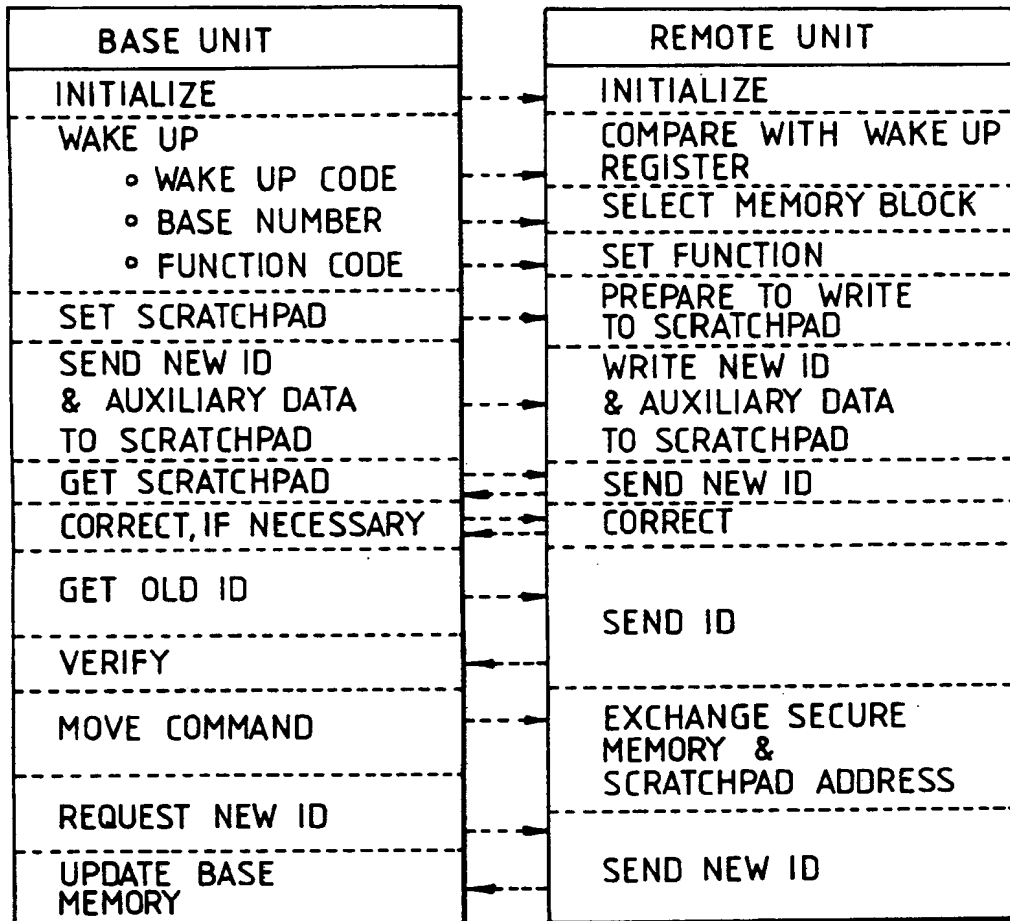 BASE UNIT
INITIALIZE
WAKE UP
∘ WAKE UP CODE
∘ BASE NUMBER
∘ FUNCTION CODE
SET SCRATCHPAD
SEND NEW ID
& AUXILIARY DATA
TO SCRATCHPAD
GET SCRATCHPAD
CORRECT, IF NECESSARY
GET OLD ID
VERIFY
MOVE COMMAND
REQUEST NEW ID
UPDATE BASE
MEMORY
REMOTE UNIT
INITIALIZE
COMPARE WITH WAKE UP
REGISTER
SELECT MEMORY BLOCK
SET FUNCTION
PREPARE TO WRITE
TO SCRATCHPAD
WRITE NEW ID
& AUXILIARY DATA
TO SCRATCHPAD
SEND NEW ID
CORRECT
SEND ID
EXCHANGE SECURE
MEMORY &
SCRATCHPAD ADDRESS
SEND NEW ID